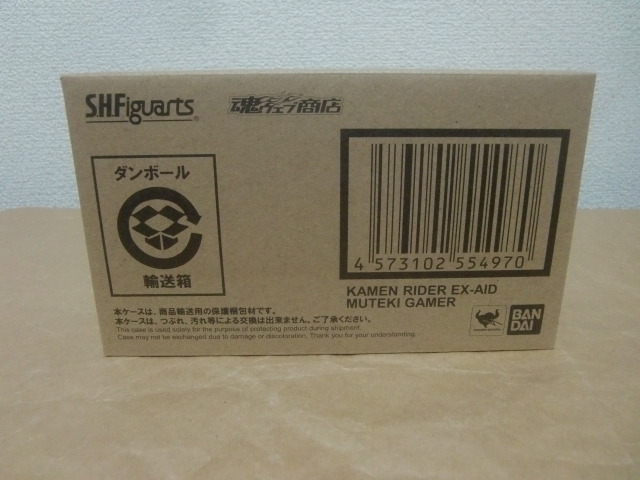 S.H.Figuarts®
魂ウェブ商店
ダンボール
輸送箱
4 573102 554970
KAMEN RIDER EX-AID
MUTEKI GAMER
本ケースは、商品輸送用の保護梱包材です。
本ケースは、つぶれ、汚れ等による交換は出来ません。ご了承ください。
This case is used solely for the purpose of protecting product during shipment.
Case may not be exchanged due to damage or discoloration. Thank you for your understanding.
BAN
DAI